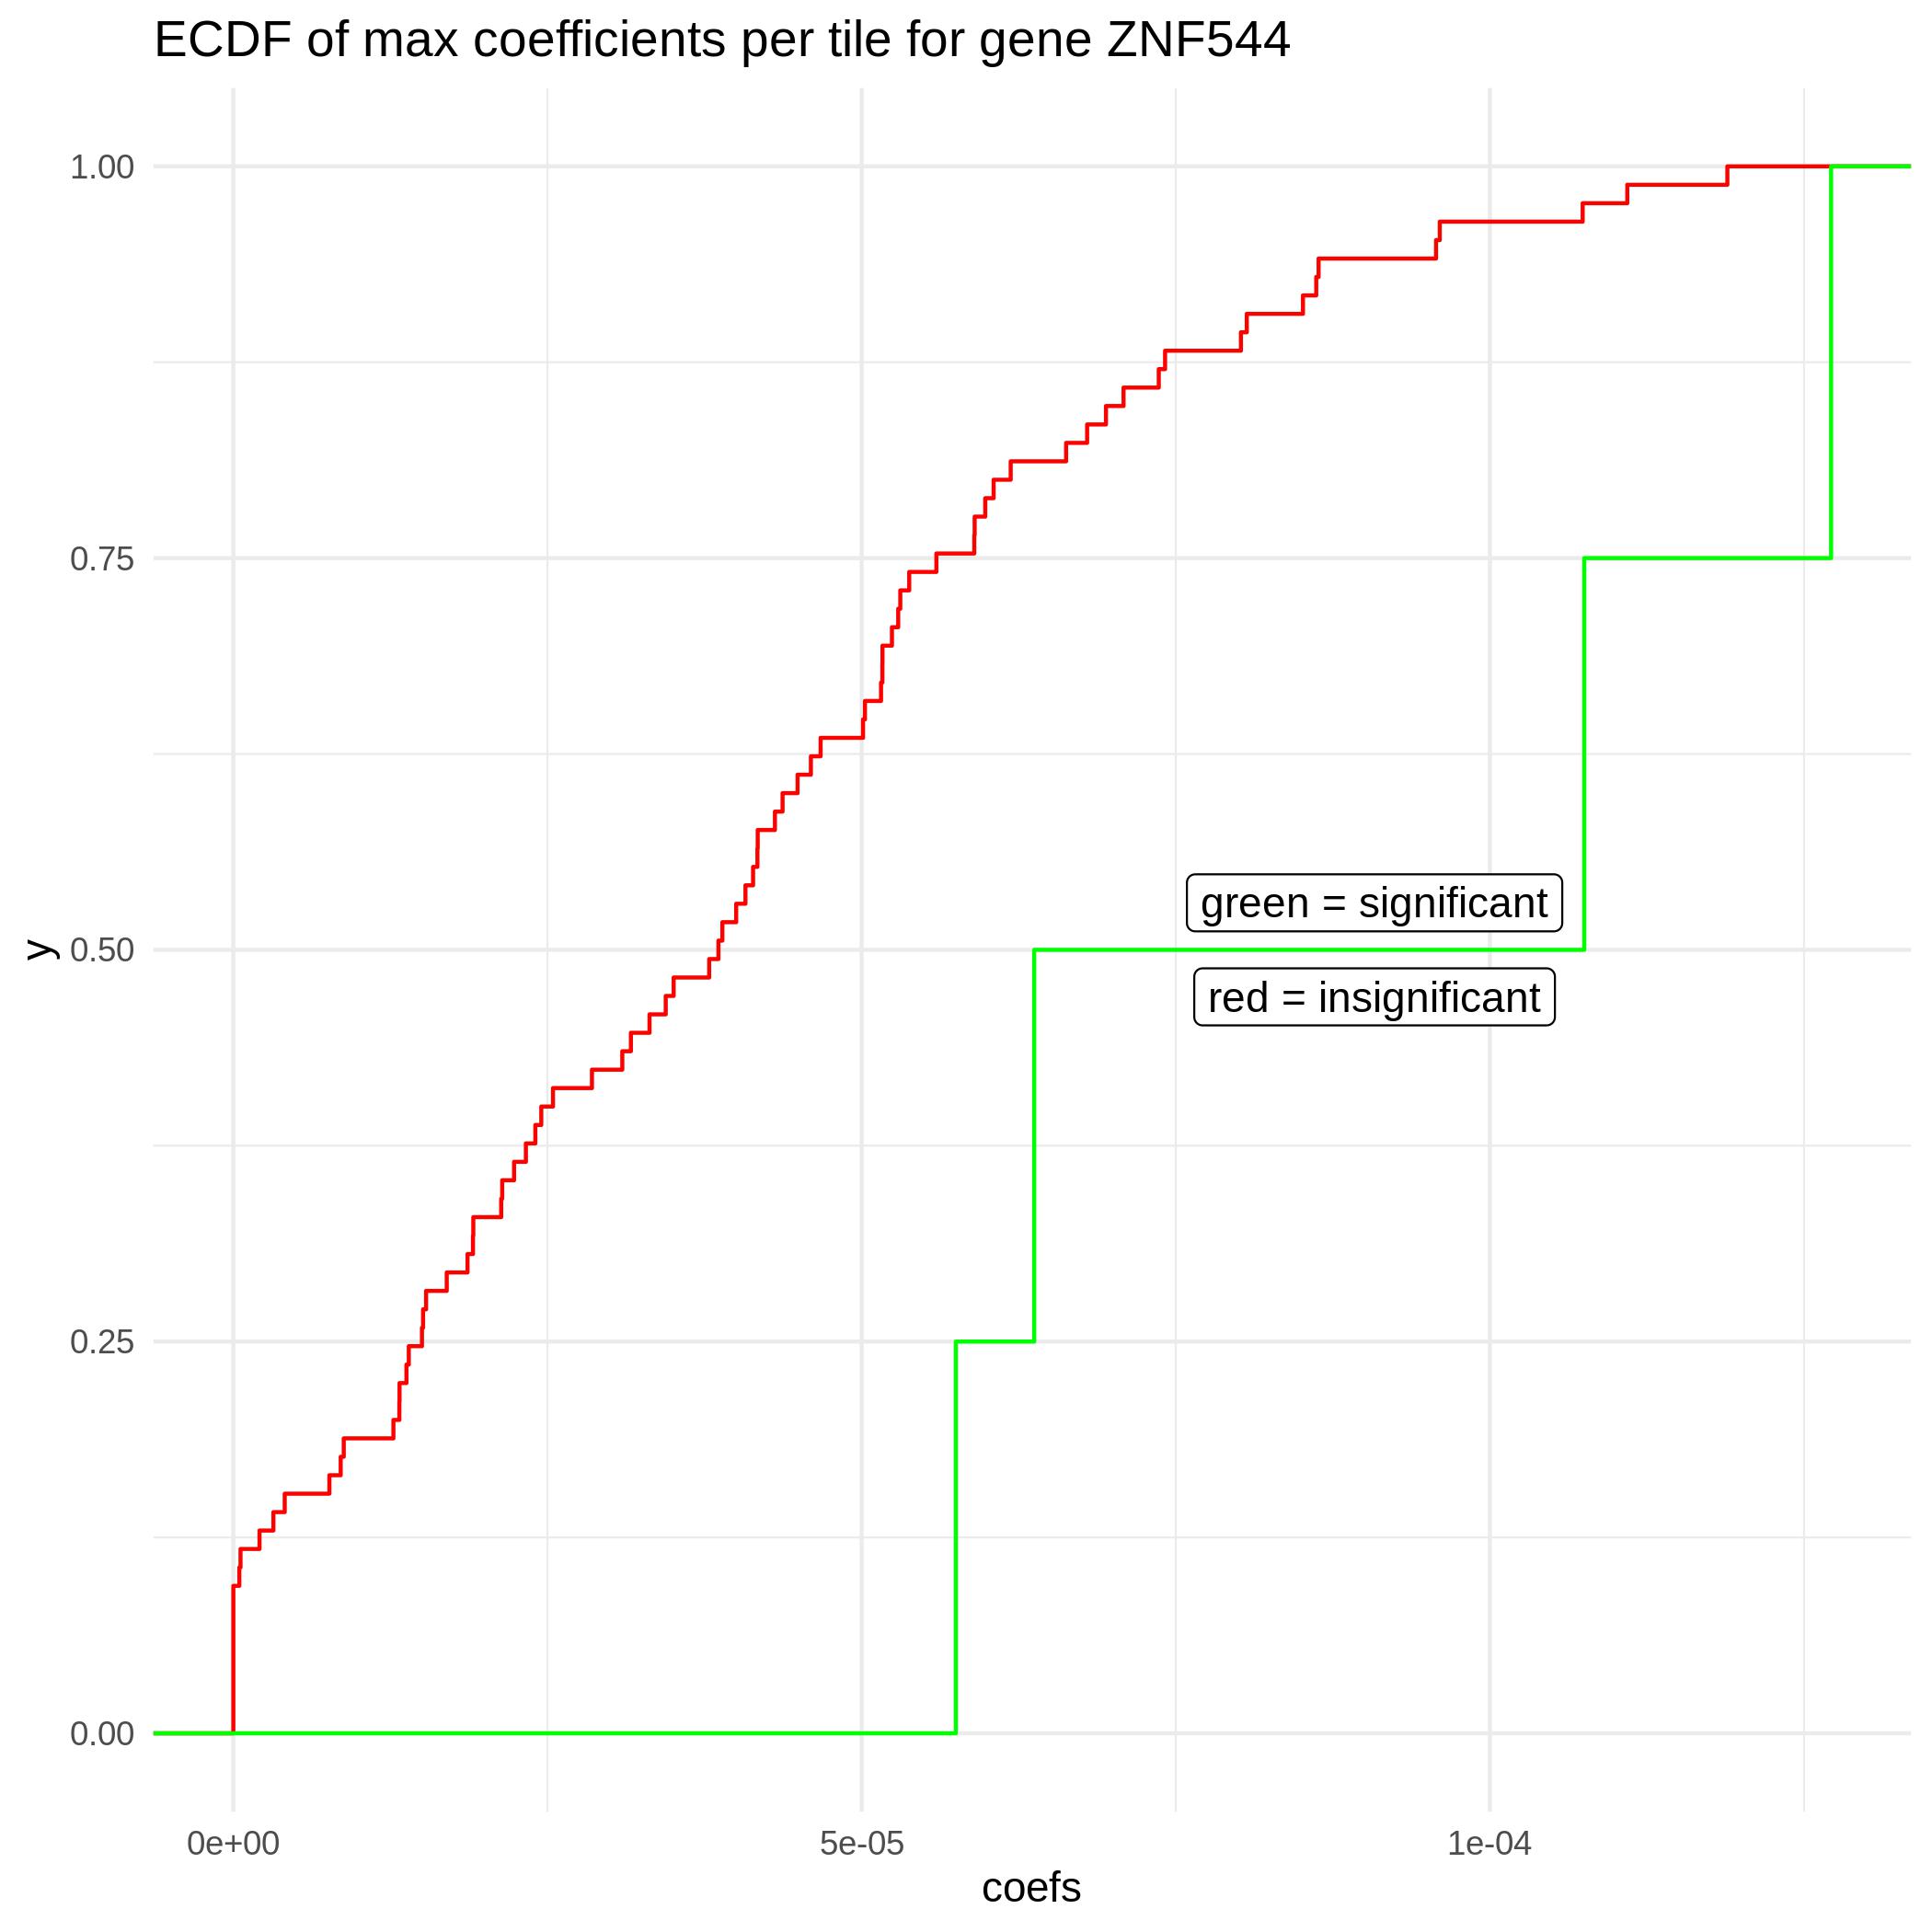 ECDF of max coefficients per tile for gene ZNF544
1.00
0.75
0.50
0.25
0.00
y
green = significant
red = insignificant
0e+00
5e-05
1e-04
coefs